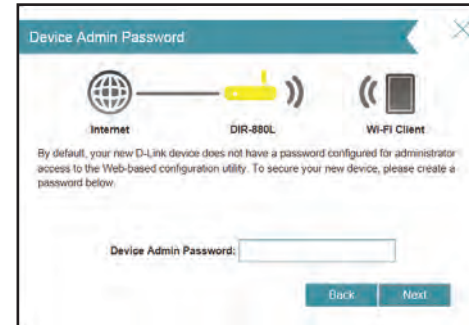 Device Admin Password
Internet DIR-880L Wi-Fi Client
By default, your new D-Link device does not have a password configured for administrator
access to the Web-based configuration utility. To secure your new device, please create a
password below.
Device Admin Password:
Back Next